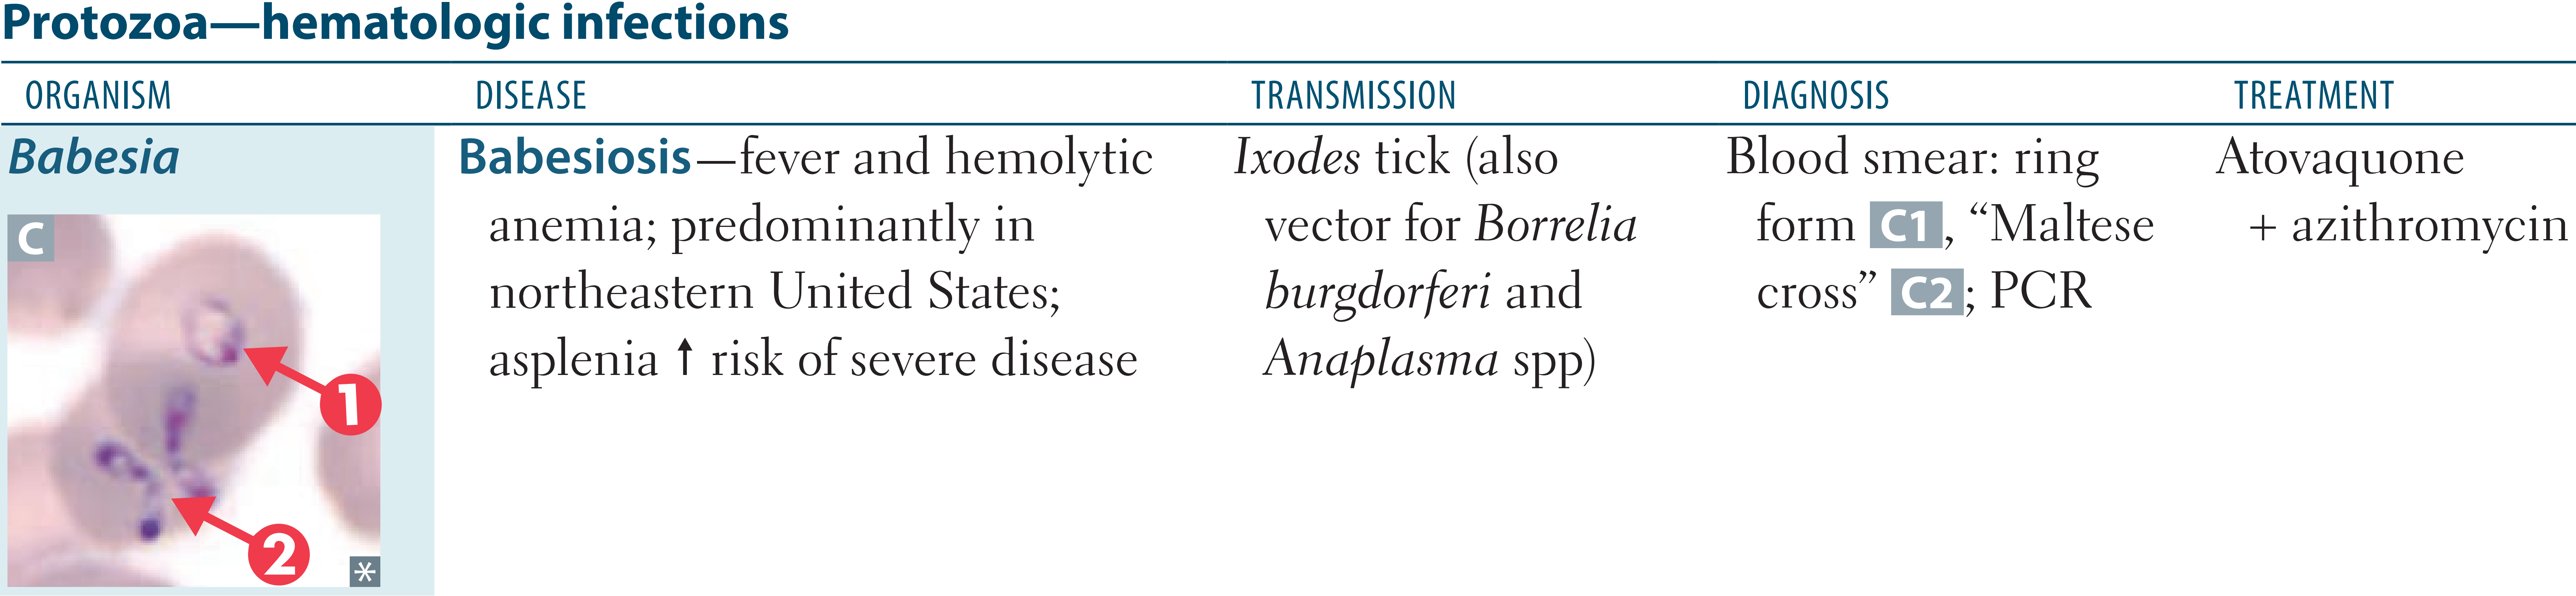 Protozoa—hematologic infections
ORGANISM DISEASE TRANSMISSION DIAGNOSIS TREATMENT
Babesia
C
1
2
*
Babesiosis—fever and hemolytic
anemia; predominantly in
northeastern United States;
asplenia ↑ risk of severe disease
Ixodes tick (also
vector for Borrelia
burgdorferi and
Anaplasma spp)
Blood smear: ring
form C1, “Maltese
cross” C2; PCR
Atovaquone
+ azithromycin